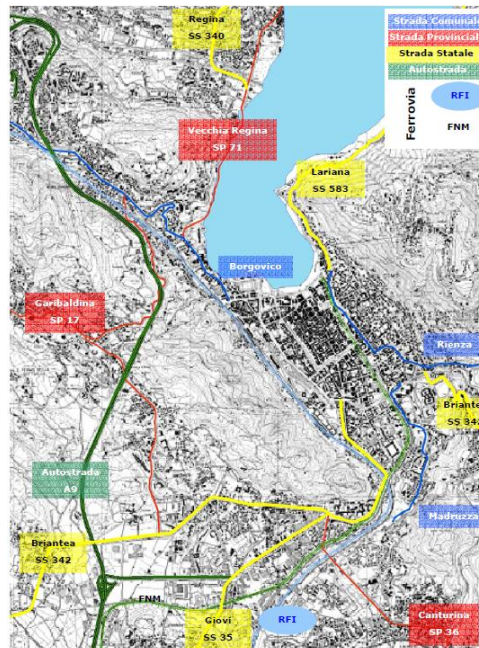 Regina
SS 340
Strada Comunale
Strada Provinciale
Strada Statale
Autostrada
Ferrovia
RFI
FNM
Vecchia Regina
SP 71
Lariana
SS 583
Borgovico
Garibaldina
SP 17
Rienza
Briantea
SS 342
Autostrada
A9
Madruzza
Briantea
SS 342
FNM
Giovi
SS 35
RFI
Canturina
SP 36